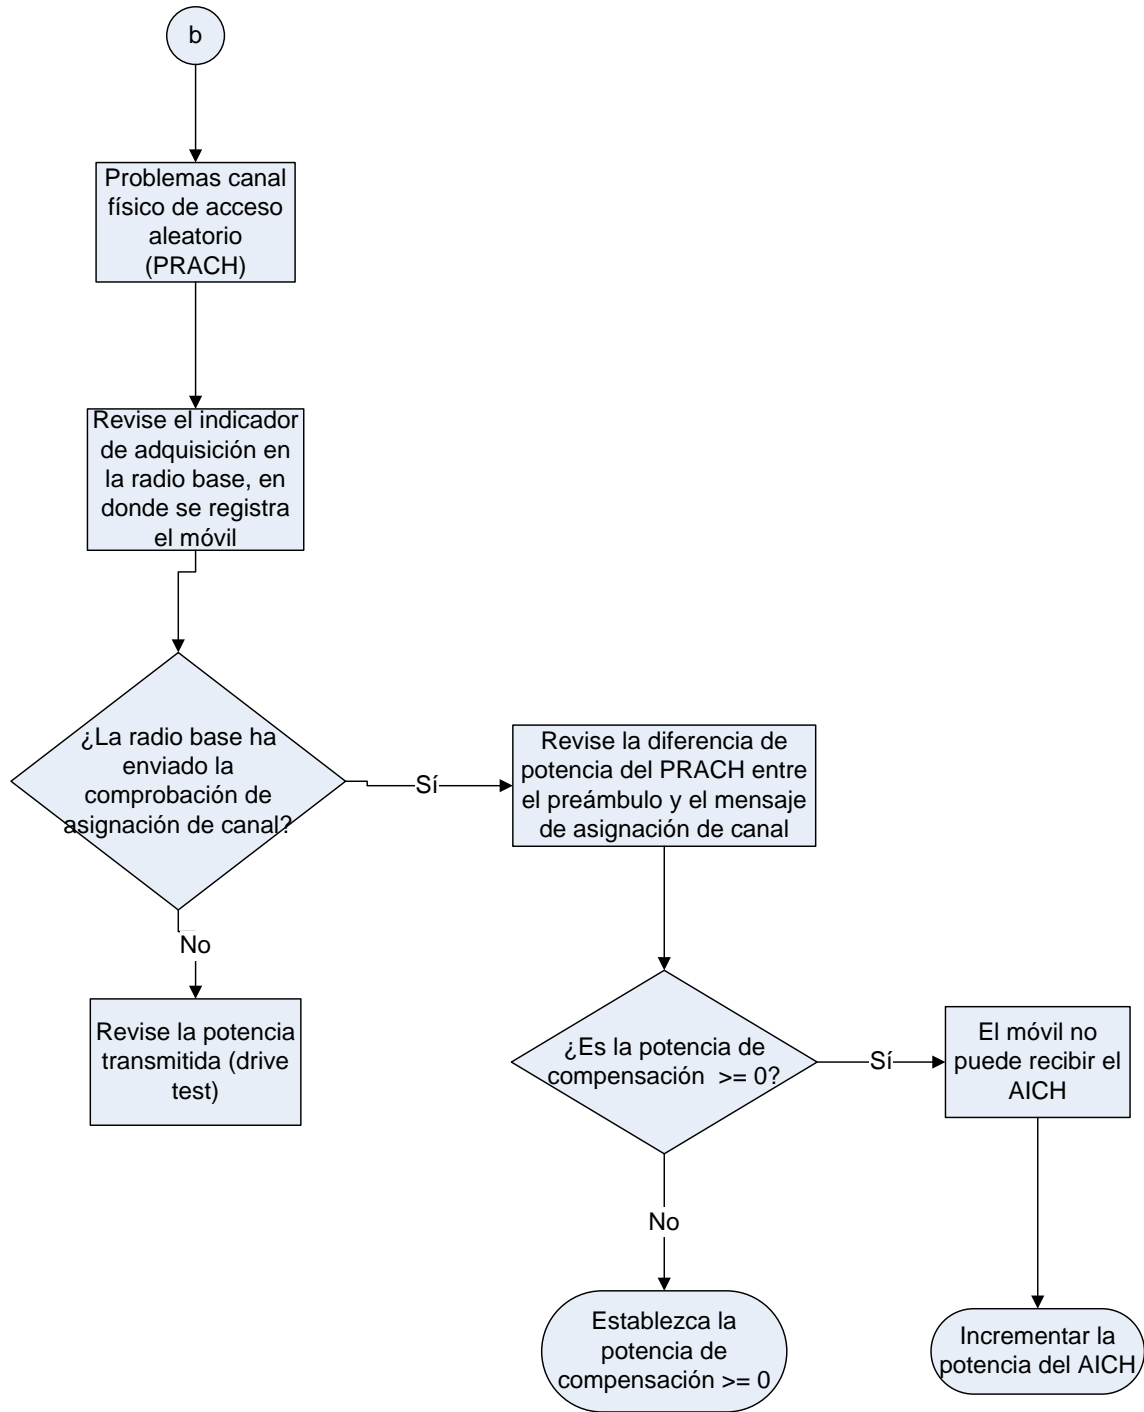 b
Problemas canal
físico de acceso
aleatorio
(PRACH)
Revise el indicador
de adquisición en
la radio base, en
donde se registra
el móvil
¿La radio base ha
enviado la
comprobación de
asignación de canal?
Sí
Revise la diferencia de
potencia del PRACH entre
el preámbulo y el mensaje
de asignación de canal
No
Revise la potencia
transmitida (drive
test)
¿Es la potencia de
compensación >= 0?
Sí
El móvil no
puede recibir el
AICH
No
Establezca la
potencia de
compensación >= 0
Incrementar la
potencia del AICH